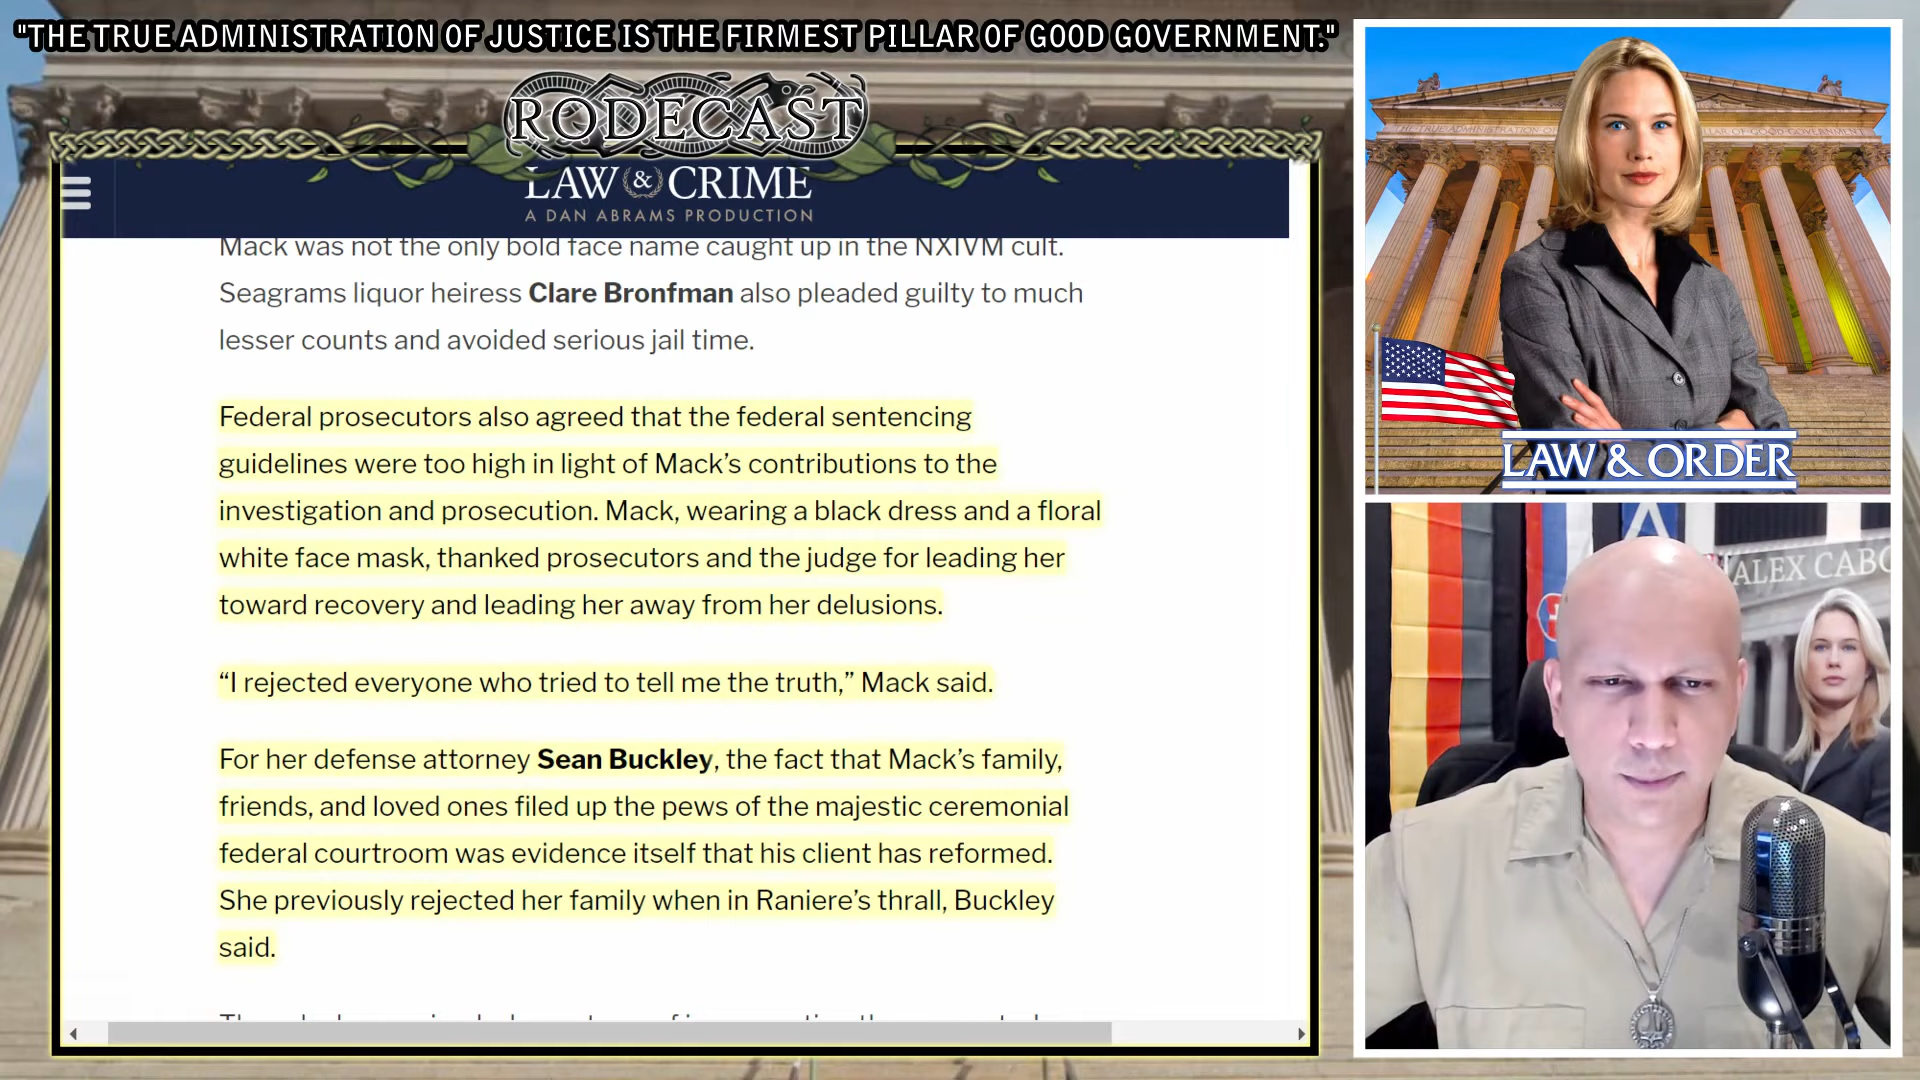 "THE TRUE ADMINISTRATION OF JUSTICE IS THE FIRMEST PILLAR OF GOOD GOVERNMENT."
RODECAST
LAW & CRIME
A DAN ABRAMS PRODUCTION
Mack was not the only bold face name caught up in the NXIVM cult.
Seagrams liquor heiress Clare Bronfman also pleaded guilty to much
lesser counts and avoided serious jail time.
Federal prosecutors also agreed that the federal sentencing
guidelines were too high in light of Mack’s contributions to the
investigation and prosecution. Mack, wearing a black dress and a floral
white face mask, thanked prosecutors and the judge for leading her
toward recovery and leading her away from her delusions.
“I rejected everyone who tried to tell me the truth,” Mack said.
For her defense attorney Sean Buckley, the fact that Mack’s family,
friends, and loved ones filed up the pews of the majestic ceremonial
federal courtroom was evidence itself that his client has reformed.
She previously rejected her family when in Raniere’s thrall, Buckley
said.
LAW & ORDER
ALEX CABO